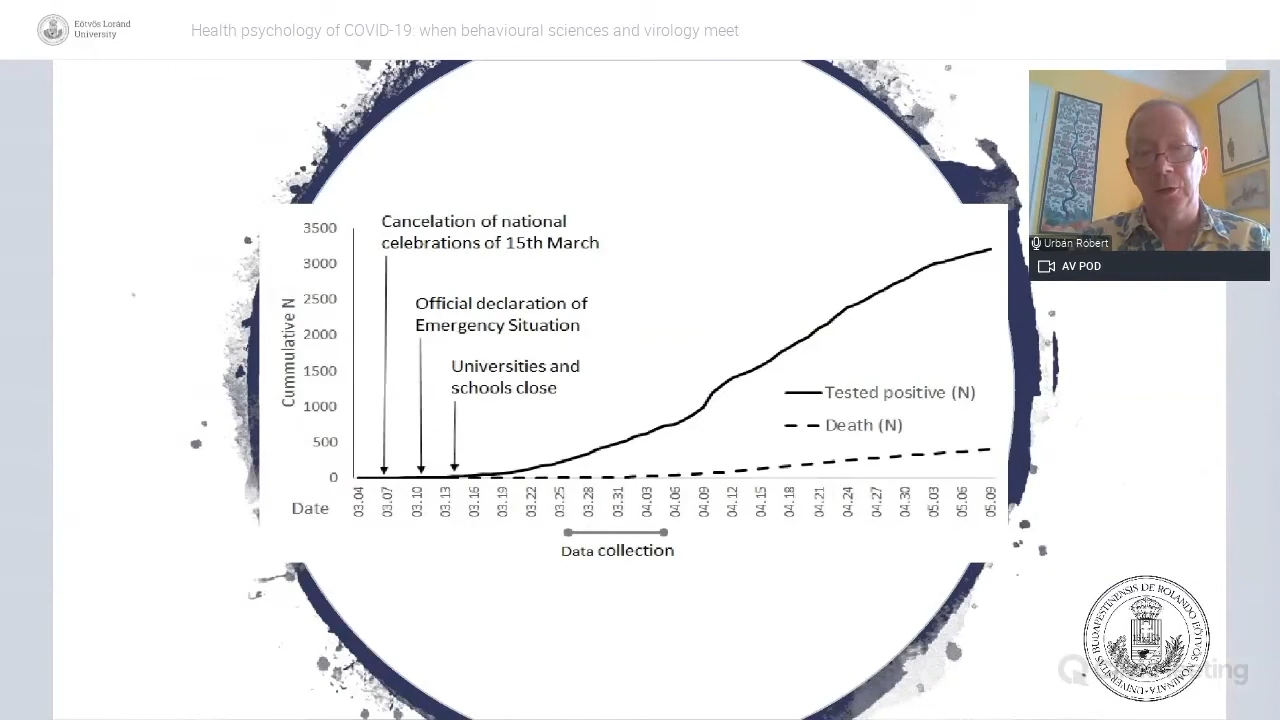 Eötvös Loránd
University
Health psychology of COVID-19: when behavioural sciences and virology meet
Urbán Róbert
AV POD
Cancelation of national
celebrations of 15th March
Official declaration of
Emergency Situation
Universities and
schools close
Cummulative N
3500
3000
2500
2000
1500
1000
500
0
Tested positive (N)
Death (N)
Date
03.04
03.07
03.10
03.13
03.16
03.19
03.22
03.25
03.28
03.31
04.03
04.06
04.09
04.12
04.15
04.18
04.21
04.24
04.27
04.30
05.03
05.06
05.09
Data collection